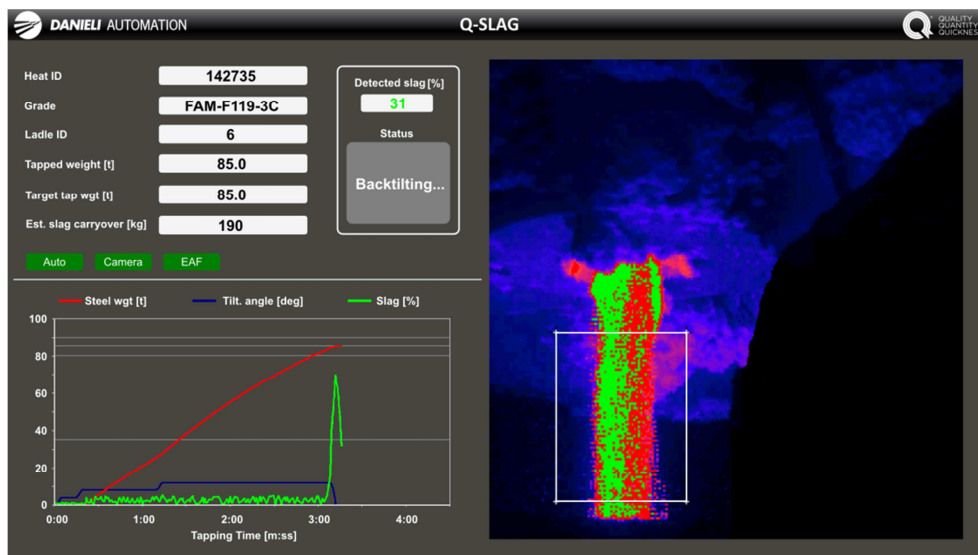 DANIELI AUTOMATION
Q-SLAG
QUALITY
QUANTITY
QUICKNES
Heat ID
142735
Grade
FAM-F119-3C
Ladle ID
6
Tapped weight [t]
85.0
Target tap wgt [t]
85.0
Est. slag carryover [kg]
190
Detected slag [%]
31
Status
Backtilting...
Auto
Camera
EAF
Steel wgt [t]
Tilt. angle [deg]
Slag [%]
100
80
60
40
20
0
0:00
1:00
2:00
3:00
4:00
Tapping Time [m:ss]